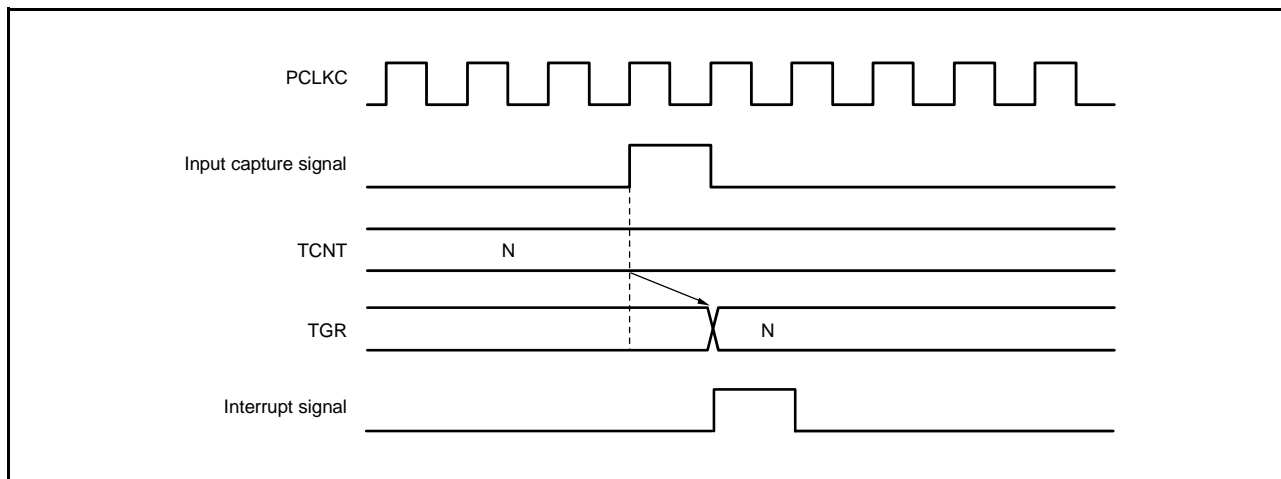 PCLKC
Input capture signal
TCNT
N
TGR
N
Interrupt signal